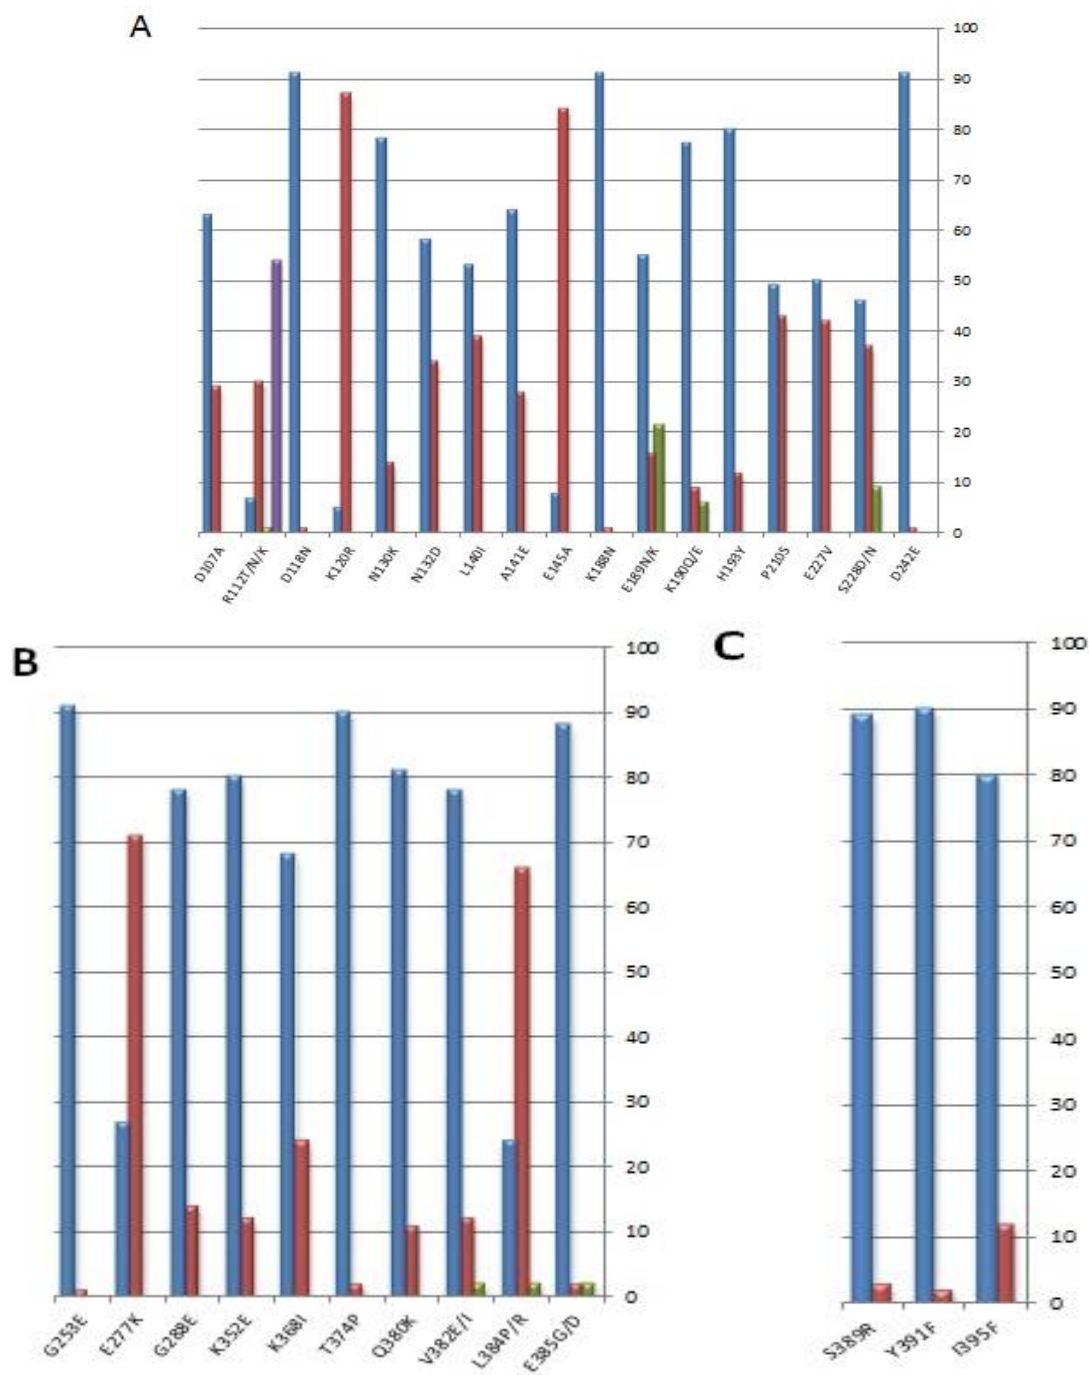 A
100
90
80
70
60
50
40
30
20
10
0
D107A
R112T/N/K
D118N
K120R
N130K
N132D
L140I
A141E
E145A
K188N
E189N/K
K190Q/E
H193Y
P210S
E227V
S228D/N
D242E
B
100
90
80
70
60
50
40
30
20
10
0
G253E
E277K
G288E
K352E
K368I
T374P
Q380K
V382E/I
L384P/R
E385G/D
C
100
90
80
70
60
50
40
30
20
10
0
S389R
Y391F
I395F